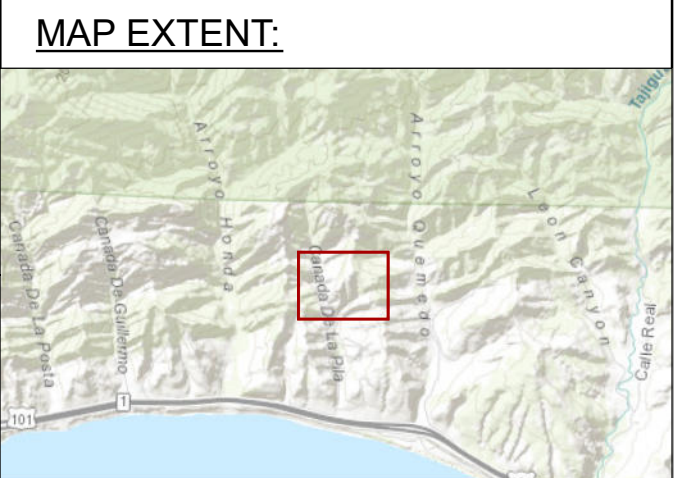 MAP EXTENT:
Arroyo Honda
Arroyo Quemedo
Leon Canyon
Canada De La Posta
Canada De Guillermo
Canada De La Pila
Calle Real
1
101